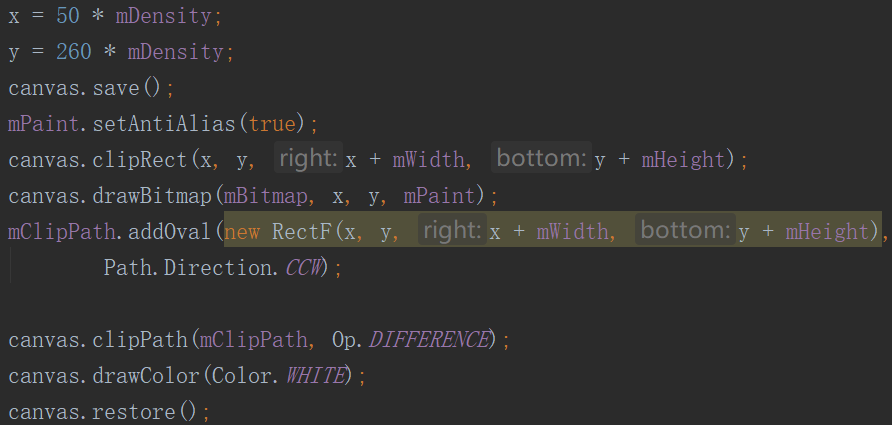 x = 50 * mDensity;
y = 260 * mDensity;
canvas.save();
mPaint.setAntiAlias(true);
canvas.clipRect(x, y, right: x + mWidth, bottom: y + mHeight);
canvas.drawBitmap(mBitmap, x, y, mPaint);
mClipPath.addOval(new RectF(x, y, right: x + mWidth, bottom: y + mHeight),
Path.Direction.CCW);
canvas.clipPath(mClipPath, Op.DIFFERENCE);
canvas.drawColor(Color.WHITE);
canvas.restore();